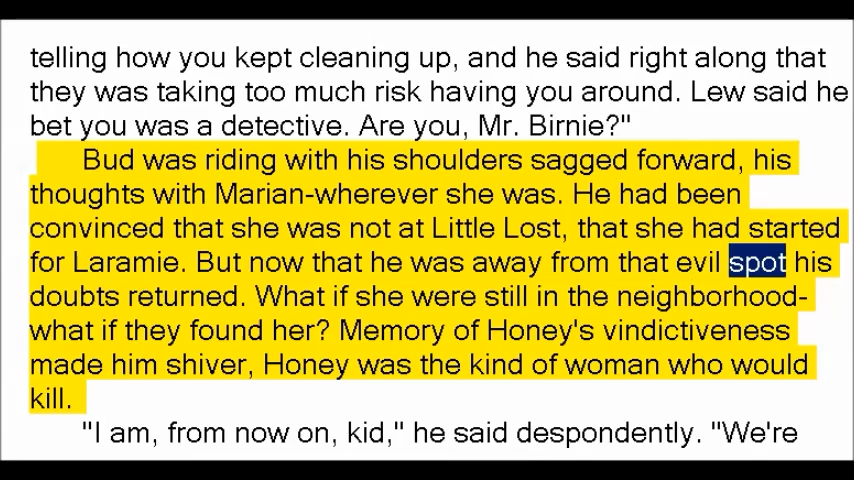 telling how you kept cleaning up, and he said right along that
they was taking too much risk having you around. Lew said he
bet you was a detective. Are you, Mr. Birnie?"
Bud was riding with his shoulders sagged forward, his
thoughts with Marian-wherever she was. He had been
convinced that she was not at Little Lost, that she had started
for Laramie. But now that he was away from that evil spot his
doubts returned. What if she were still in the neighborhood-
what if they found her? Memory of Honey's vindictiveness
made him shiver, Honey was the kind of woman who would
kill.
"I am, from now on, kid," he said despondently. "We're